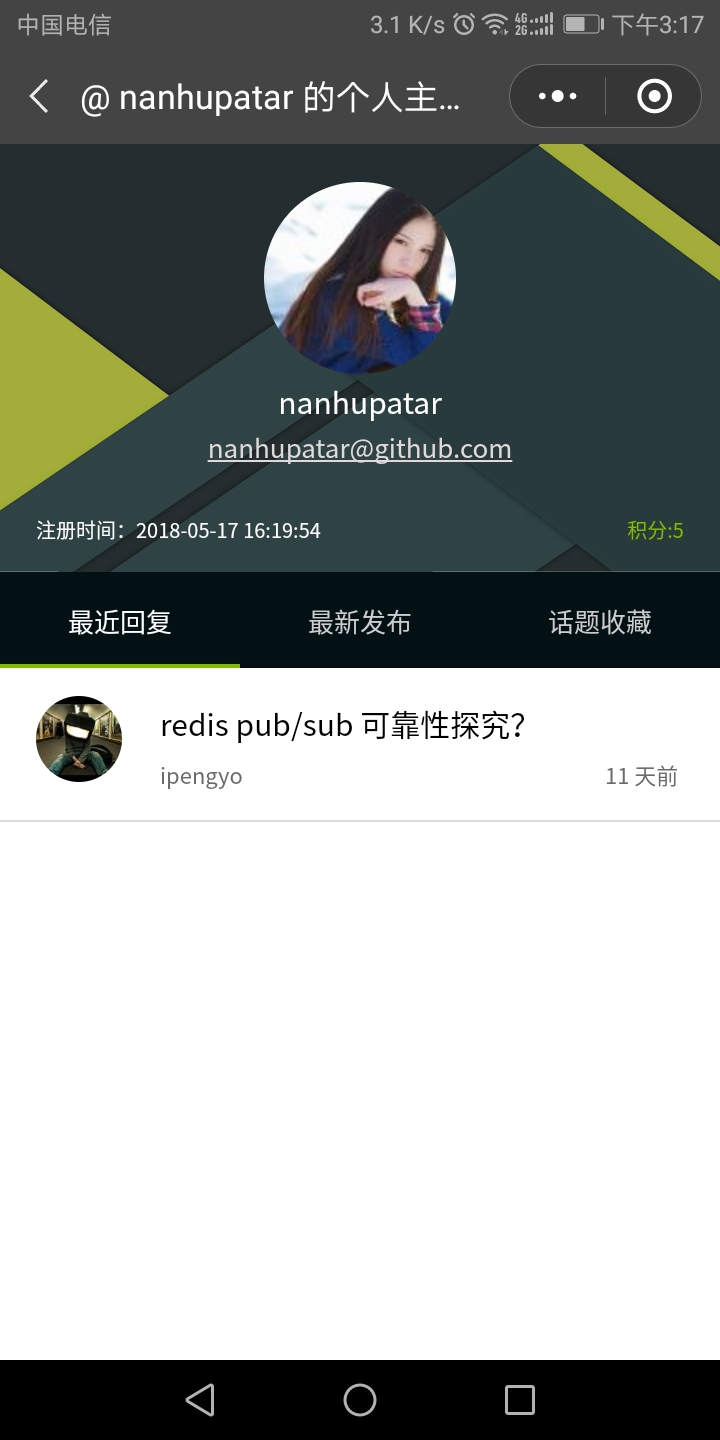 中国电信 3.1 K/s 4G 2G 下午3:17
@ nanhupatar 的个人主...
nanhupatar
nanhupatar@github.com
注册时间：2018-05-17 16:19:54 积分:5
最近回复 最新发布 话题收藏
redis pub/sub 可靠性探究？
ipengyo 11 天前